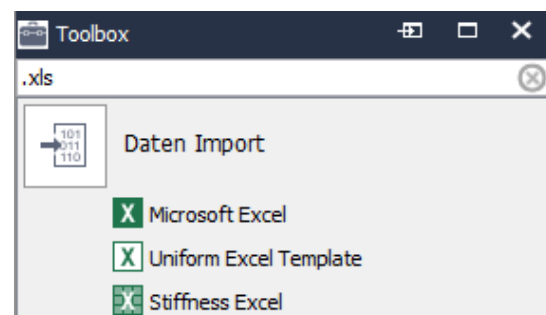 Toolbox
.xls
101
011
110
Daten Import
Microsoft Excel
Uniform Excel Template
Stiffness Excel